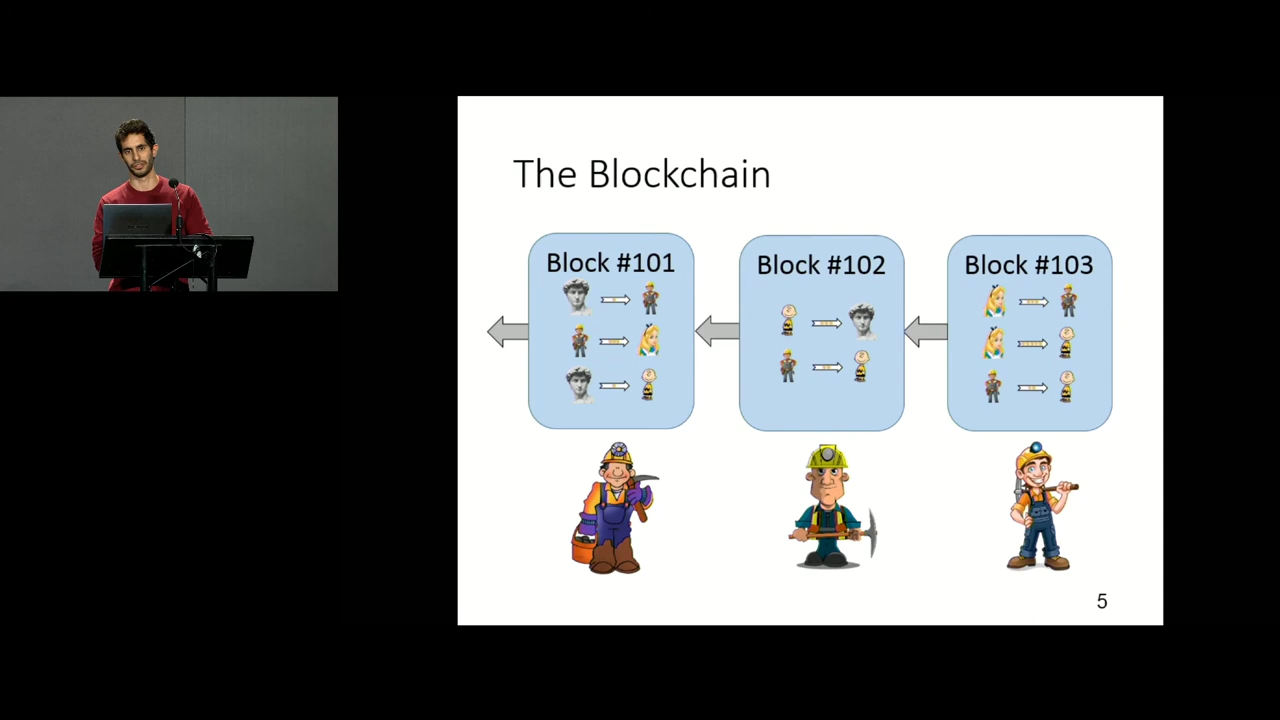 The Blockchain
Block #101
Block #102
Block #103
5